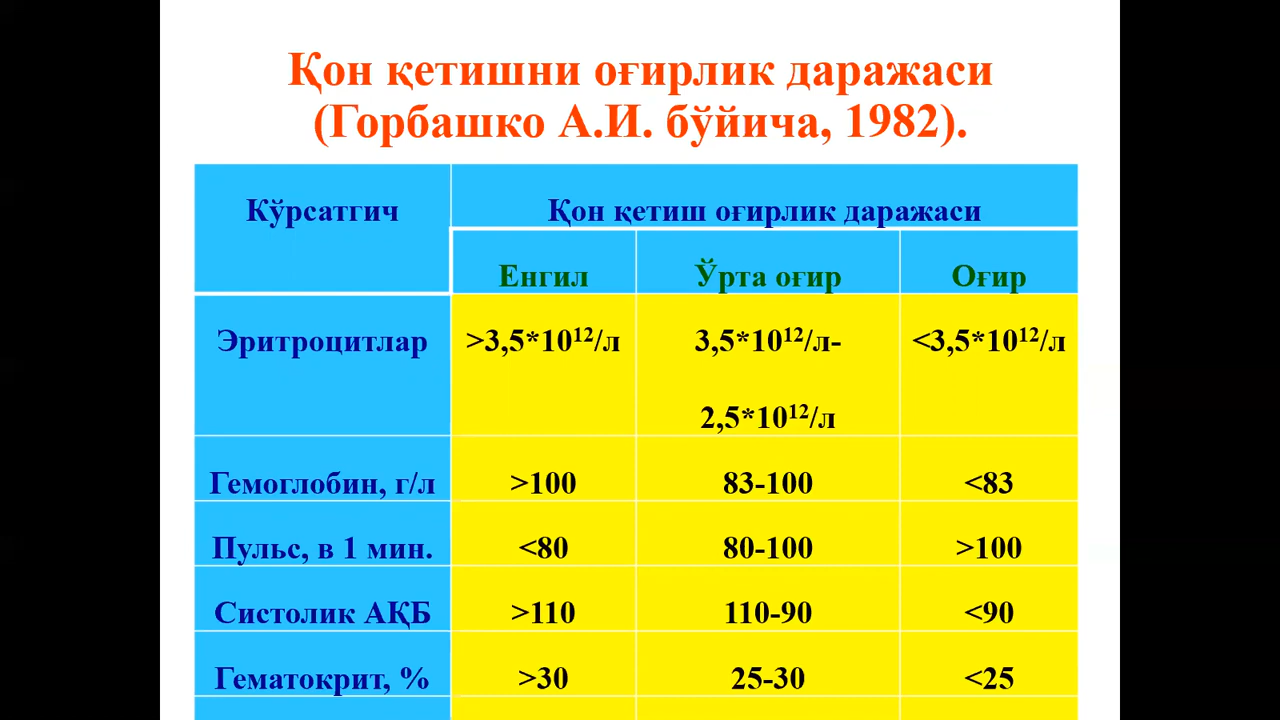 Қон қетишни оғирлик даражаси
(Горбашко А.И. бўйича, 1982).
Кўрсатгич Қон қетиш оғирлик даражаси
Енгил Ўрта оғир Оғир
Эритроцитлар >3,5*10¹²/л 3,5*10¹²/л- <3,5*10¹²/л
2,5*10¹²/л
Гемоглобин, г/л >100 83-100 <83
Пульс, в 1 мин. <80 80-100 >100
Систолик АҚБ >110 110-90 <90
Гематокрит, % >30 25-30 <25